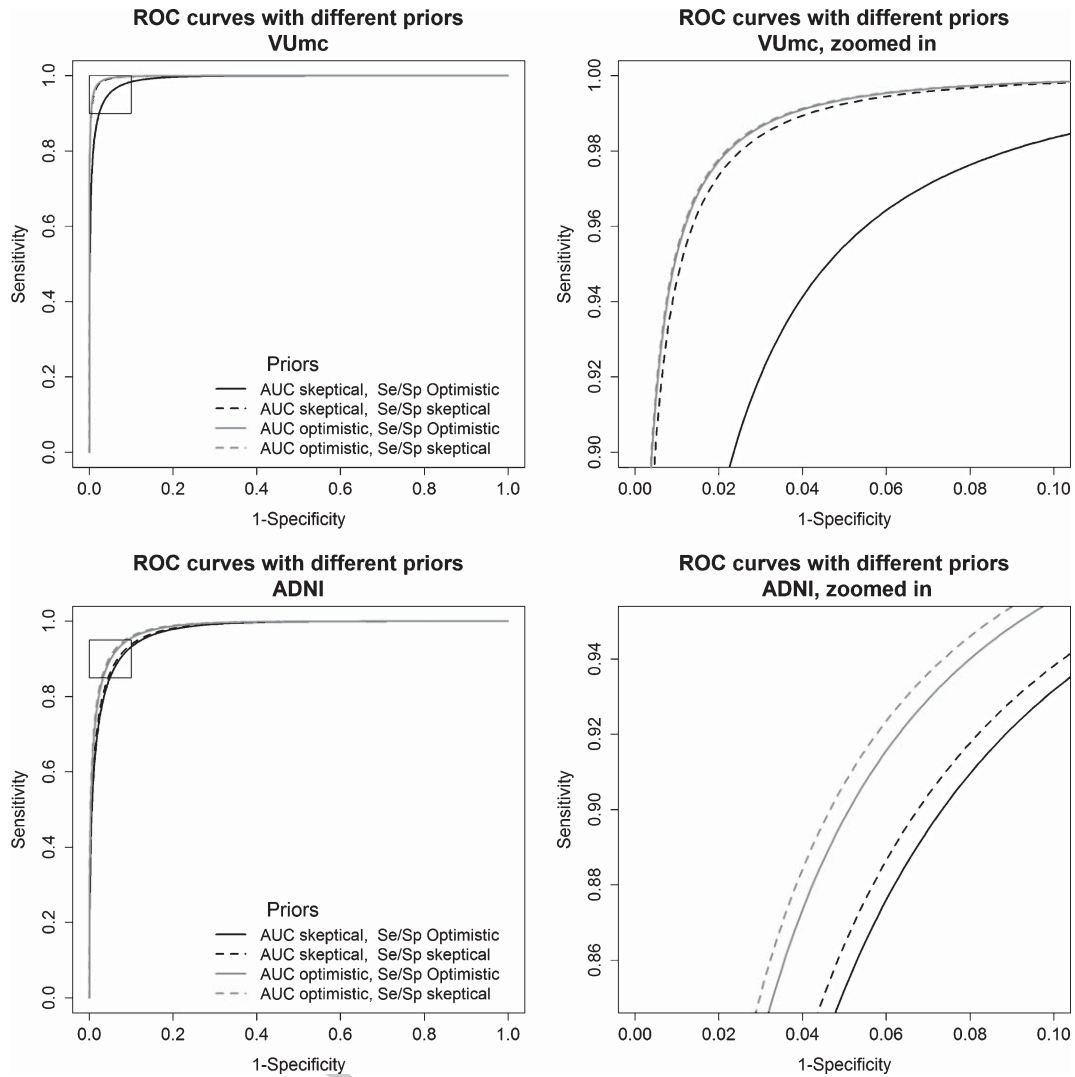 ROC curves with different priors
VUmc
1.0
0.8
0.6
0.4
0.2
0.0
Sensitivity
Priors
AUC skeptical, Se/Sp Optimistic
AUC skeptical, Se/Sp skeptical
AUC optimistic, Se/Sp Optimistic
AUC optimistic, Se/Sp skeptical
0.0 0.2 0.4 0.6 0.8 1.0
1-Specificity
ROC curves with different priors
VUmc, zoomed in
1.00
0.98
0.96
0.94
0.92
0.90
Sensitivity
0.00 0.02 0.04 0.06 0.08 0.10
1-Specificity
ROC curves with different priors
ADNI
1.0
0.8
0.6
0.4
0.2
0.0
Sensitivity
Priors
AUC skeptical, Se/Sp Optimistic
AUC skeptical, Se/Sp skeptical
AUC optimistic, Se/Sp Optimistic
AUC optimistic, Se/Sp skeptical
0.0 0.2 0.4 0.6 0.8 1.0
1-Specificity
ROC curves with different priors
ADNI, zoomed in
0.94
0.92
0.90
0.88
0.86
Sensitivity
0.00 0.02 0.04 0.06 0.08 0.10
1-Specificity